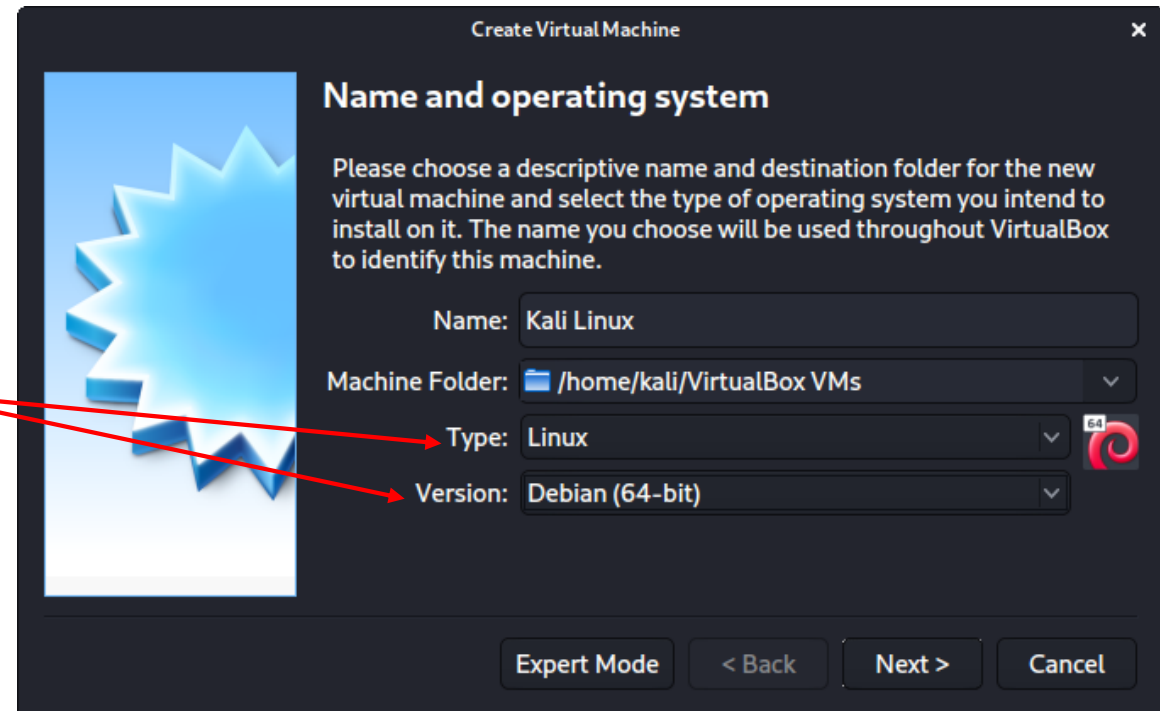 Create Virtual Machine
Name and operating system
Please choose a descriptive name and destination folder for the new
virtual machine and select the type of operating system you intend to
install on it. The name you choose will be used throughout VirtualBox
to identify this machine.
Name: Kali Linux
Machine Folder: /home/kali/VirtualBox VMs
Type: Linux
64
Version: Debian (64-bit)
Expert Mode < Back Next > Cancel